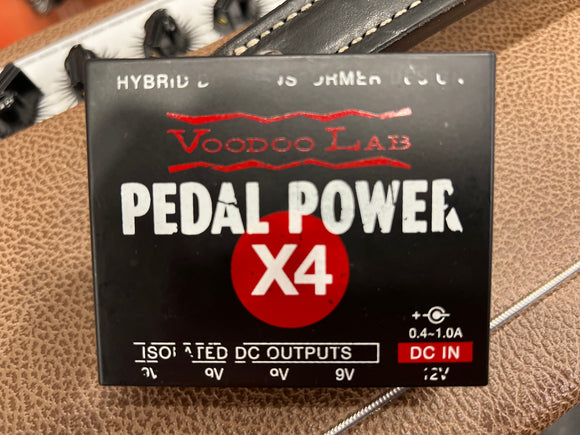 HYBRID
VOODOO LAB
PEDAL POWER
X4
0.4~1.0A
ISOLATED DC OUTPUTS DC IN
9V 9V 9V 12V